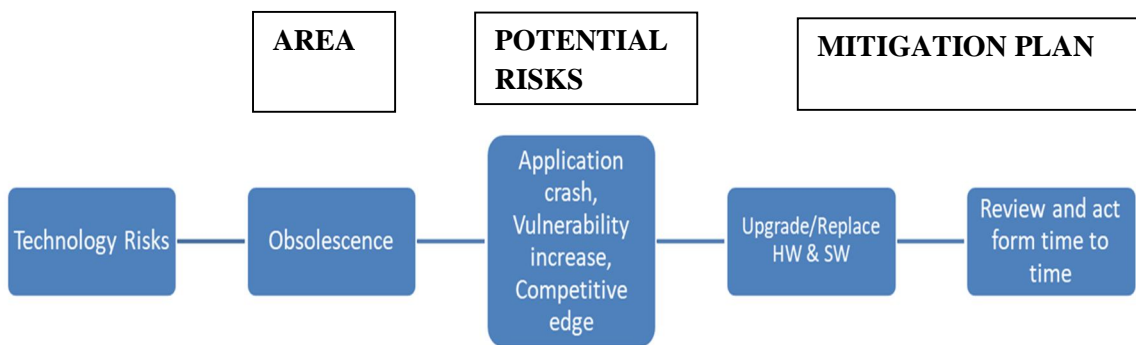 AREA
POTENTIAL
RISKS
MITIGATION PLAN
Technology Risks
Obsolescence
Application
crash,
Vulnerability
increase,
Competitive
edge
Upgrade/Replace
HW & SW
Review and act
form time to
time